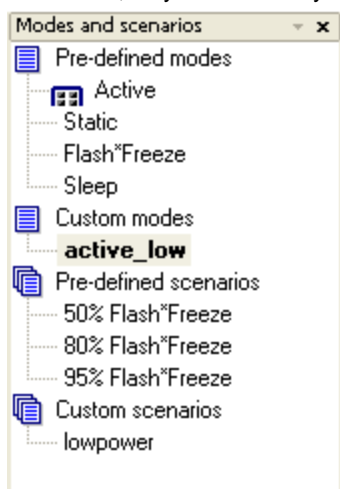 Modes and scenarios
Pre-defined modes
Active
Static
Flash*Freeze
Sleep
Custom modes
active_low
Pre-defined scenarios
50% Flash*Freeze
80% Flash*Freeze
95% Flash*Freeze
Custom scenarios
lowpower